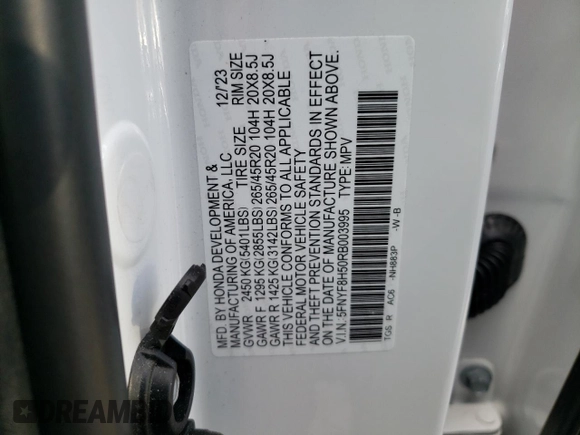 MFD. BY HONDA DEVELOPMENT & 12/'23
MANUFACTURING OF AMERICA, LLC
GVWR 2450 KG(5401LBS) TIRE SIZE RIM SIZE
GAWR F 1295 KG(2855LBS) 265/45R20 104H 20X8.5J
GAWR R 1425 KG(3142LBS) 265/45R20 104H 20X8.5J
THIS VEHICLE CONFORMS TO ALL APPLICABLE
FEDERAL MOTOR VEHICLE SAFETY
AND THEFT PREVENTION STANDARDS IN EFFECT
ON THE DATE OF MANUFACTURE SHOWN ABOVE.
V.I.N.: 5FNYF8H50RB003995 TYPE: MPV
TGS R AC6 -NH883P -W -B